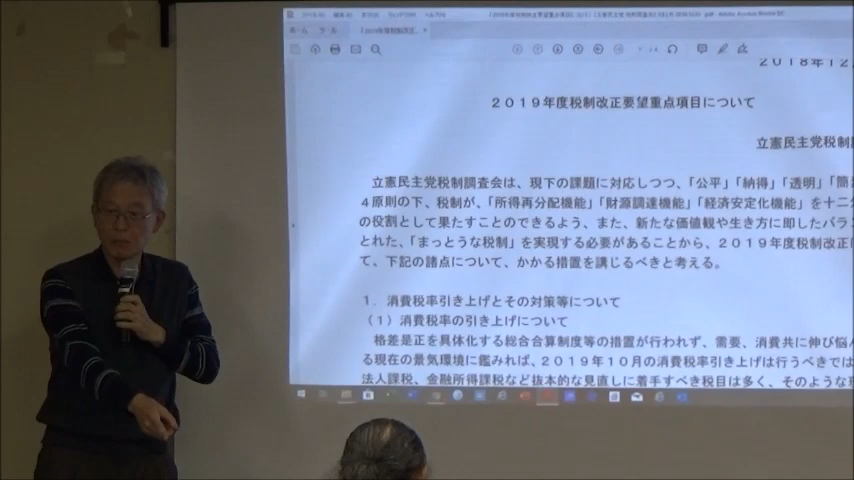 2018年12
2019年度税制改正要望重点項目について
立憲民主党税制調
立憲民主党税制調査会は、現下の課題に対応しつつ、「公平」「納得」「透明」「簡
4原則の下、税制が、「所得再分配機能」「財源調達機能」「経済安定化機能」を十二分
の役割として果たすことのできるよう、また、新たな価値観や生き方に即したバラン
とれた、「まっとうな税制」を実現する必要があることから、2019年度税制改正に
て、下記の諸点について、かかる措置を講じるべきと考える。
1．消費税率引き上げとその対策等について
（1）消費税率の引き上げについて
格差是正を具体化する総合合算制度等の措置が行われず、需要、消費共に伸び悩ん
る現在の景気環境に鑑みれば、2019年10月の消費税率引き上げは行うべきでは
法人課税、金融所得課税など抜本的な見直しに着手すべき税目は多く、そのような現